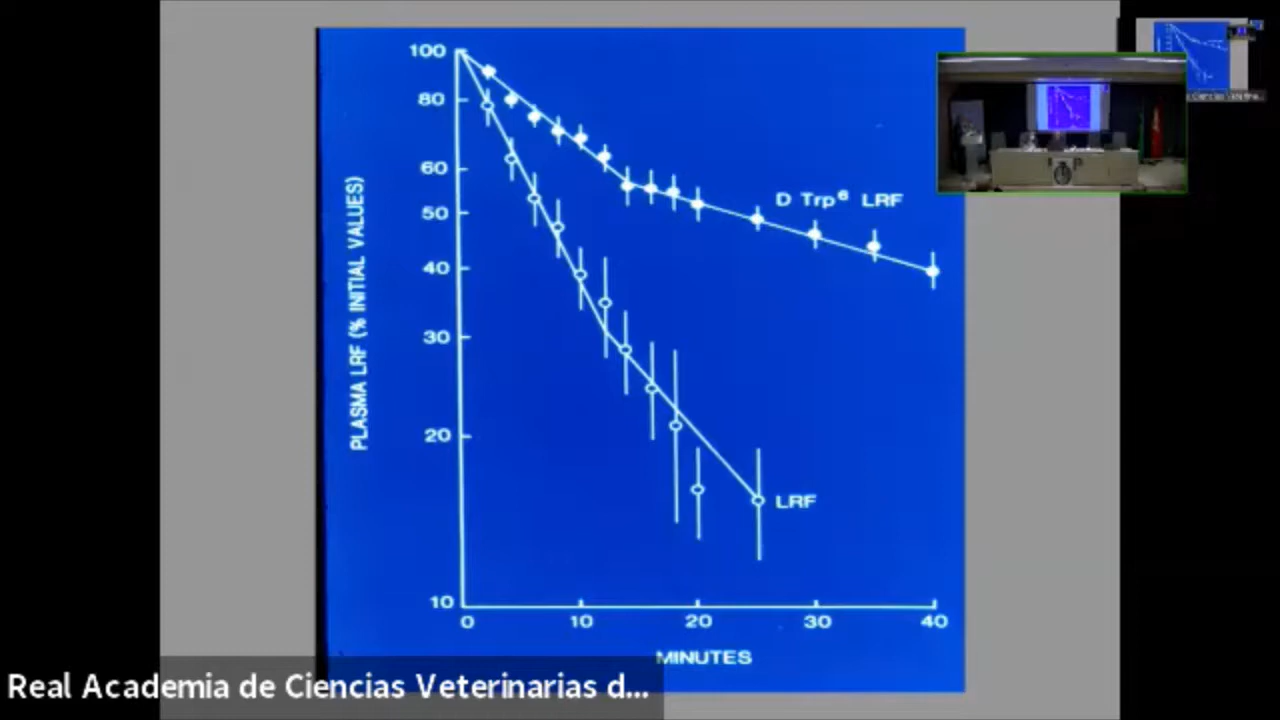 100
80
60
50
40
30
20
10
PLASMA LRF (% INITIAL VALUES)
D Trp⁶ LRF
LRF
0 10 20 30 40
MINUTES
Real Academia de Ciencias Veterinarias d...